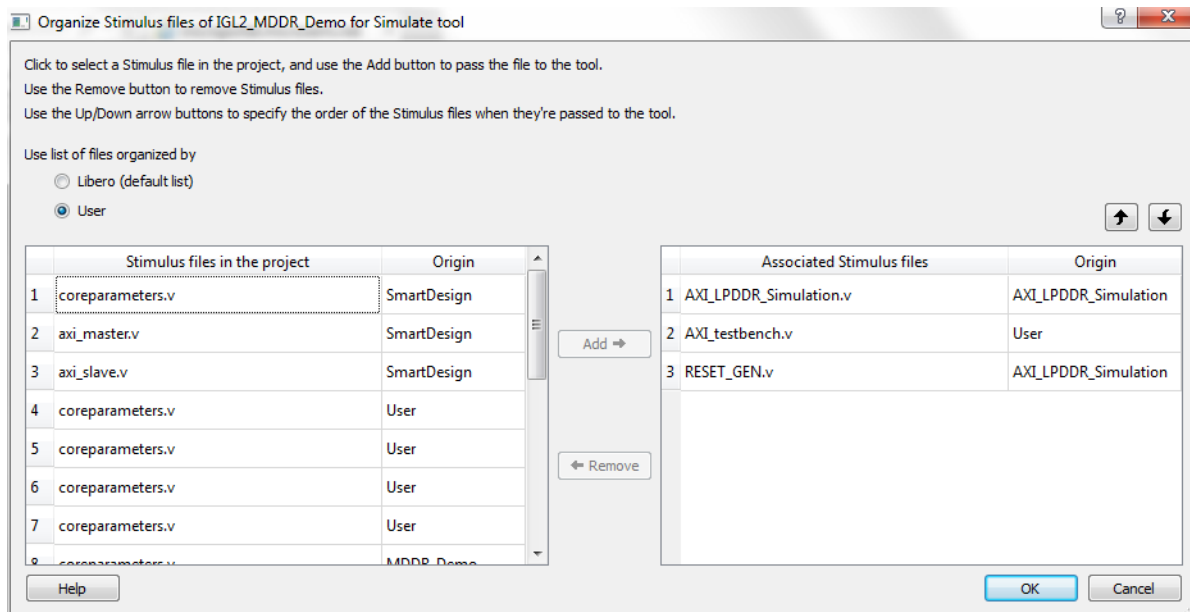 Organize Stimulus files of IGL2_MDDR_Demo for Simulate tool
Click to select a Stimulus file in the project, and use the Add button to pass the file to the tool.
Use the Remove button to remove Stimulus files.
Use the Up/Down arrow buttons to specify the order of the Stimulus files when they're passed to the tool.
Use list of files organized by
Libero (default list)
User
Stimulus files in the project Origin
1 coreparameters.v SmartDesign
2 axi_master.v SmartDesign
3 axi_slave.v SmartDesign
4 coreparameters.v User
5 coreparameters.v User
6 coreparameters.v User
7 coreparameters.v User
8 coreparameters.v MDDR_Demo
Add
Remove
Associated Stimulus files Origin
1 AXI_LPDDR_Simulation.v AXI_LPDDR_Simulation
2 AXI_testbench.v User
3 RESET_GEN.v AXI_LPDDR_Simulation
Help
OK
Cancel